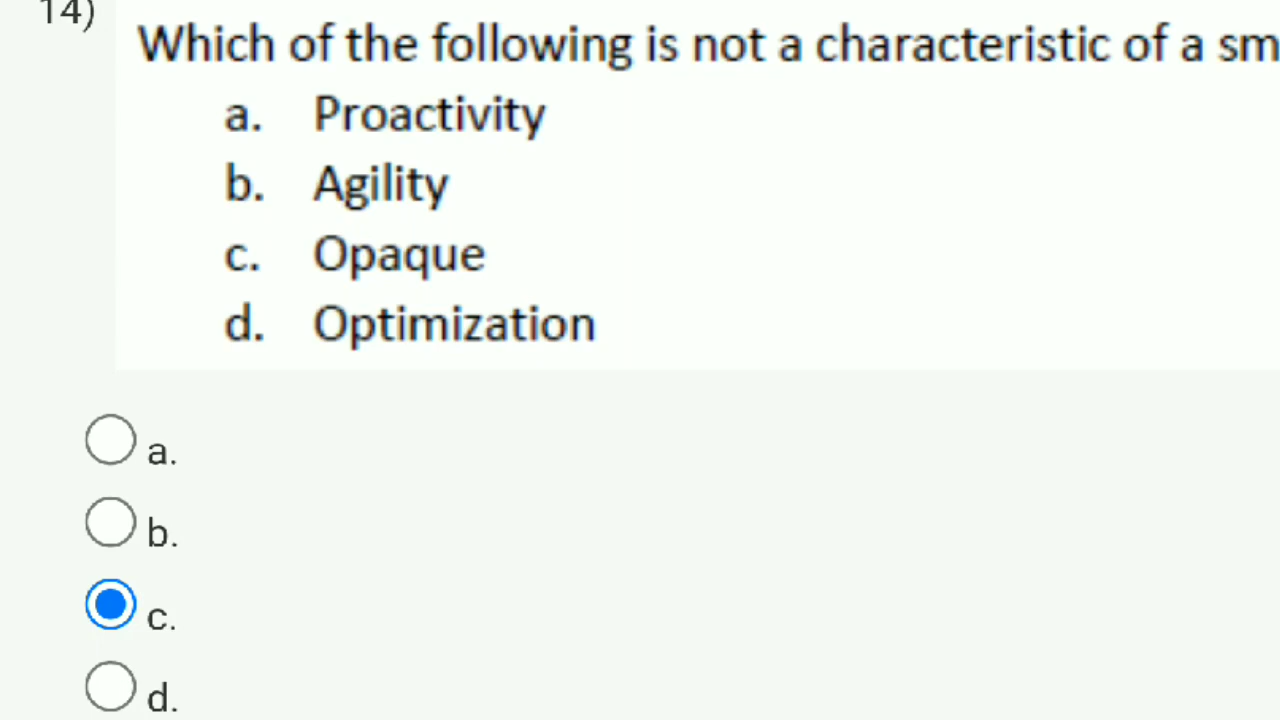 14)
Which of the following is not a characteristic of a sm
a. Proactivity
b. Agility
c. Opaque
d. Optimization
a.
b.
c.
d.